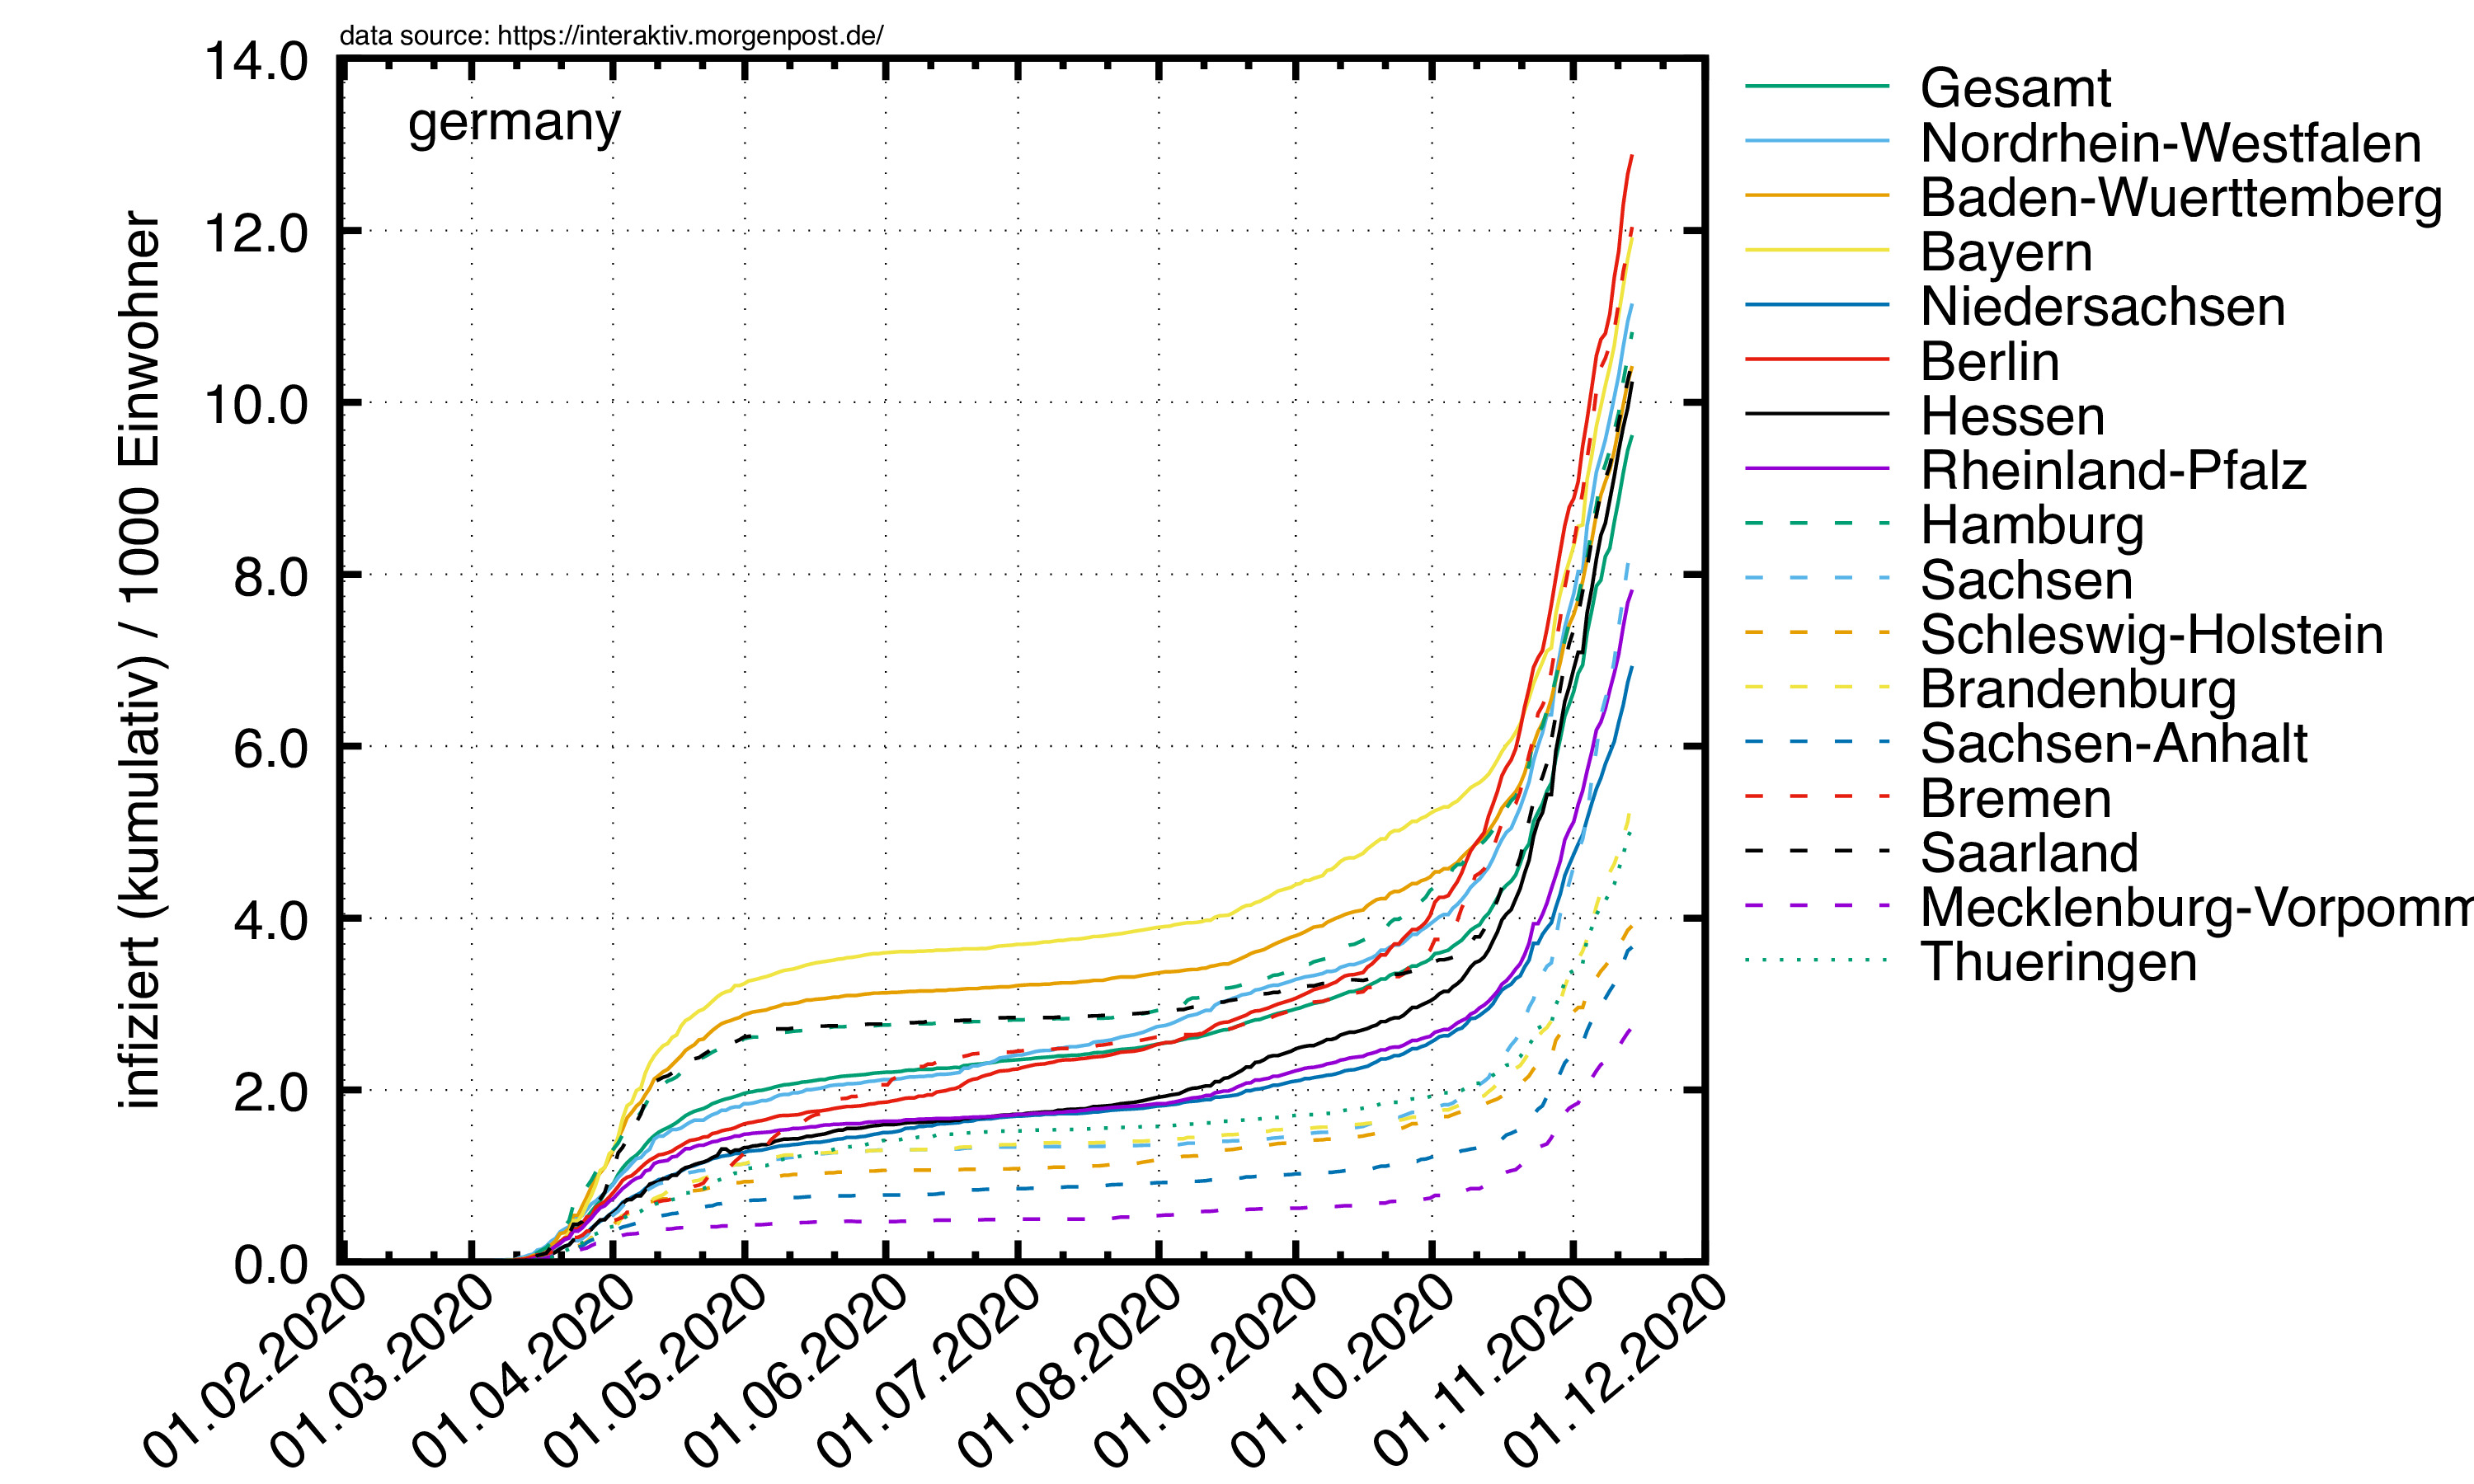 data source: https://interaktiv.morgenpost.de/
germany
infiziert (kumulativ) / 1000 Einwohner
14.0
12.0
10.0
8.0
6.0
4.0
2.0
0.0
01.02.2020
01.03.2020
01.04.2020
01.05.2020
01.06.2020
01.07.2020
01.08.2020
01.09.2020
01.10.2020
01.11.2020
01.12.2020
Gesamt
Nordrhein-Westfalen
Baden-Wuerttemberg
Bayern
Niedersachsen
Berlin
Hessen
Rheinland-Pfalz
Hamburg
Sachsen
Schleswig-Holstein
Brandenburg
Sachsen-Anhalt
Bremen
Saarland
Mecklenburg-Vorpomm
Thueringen